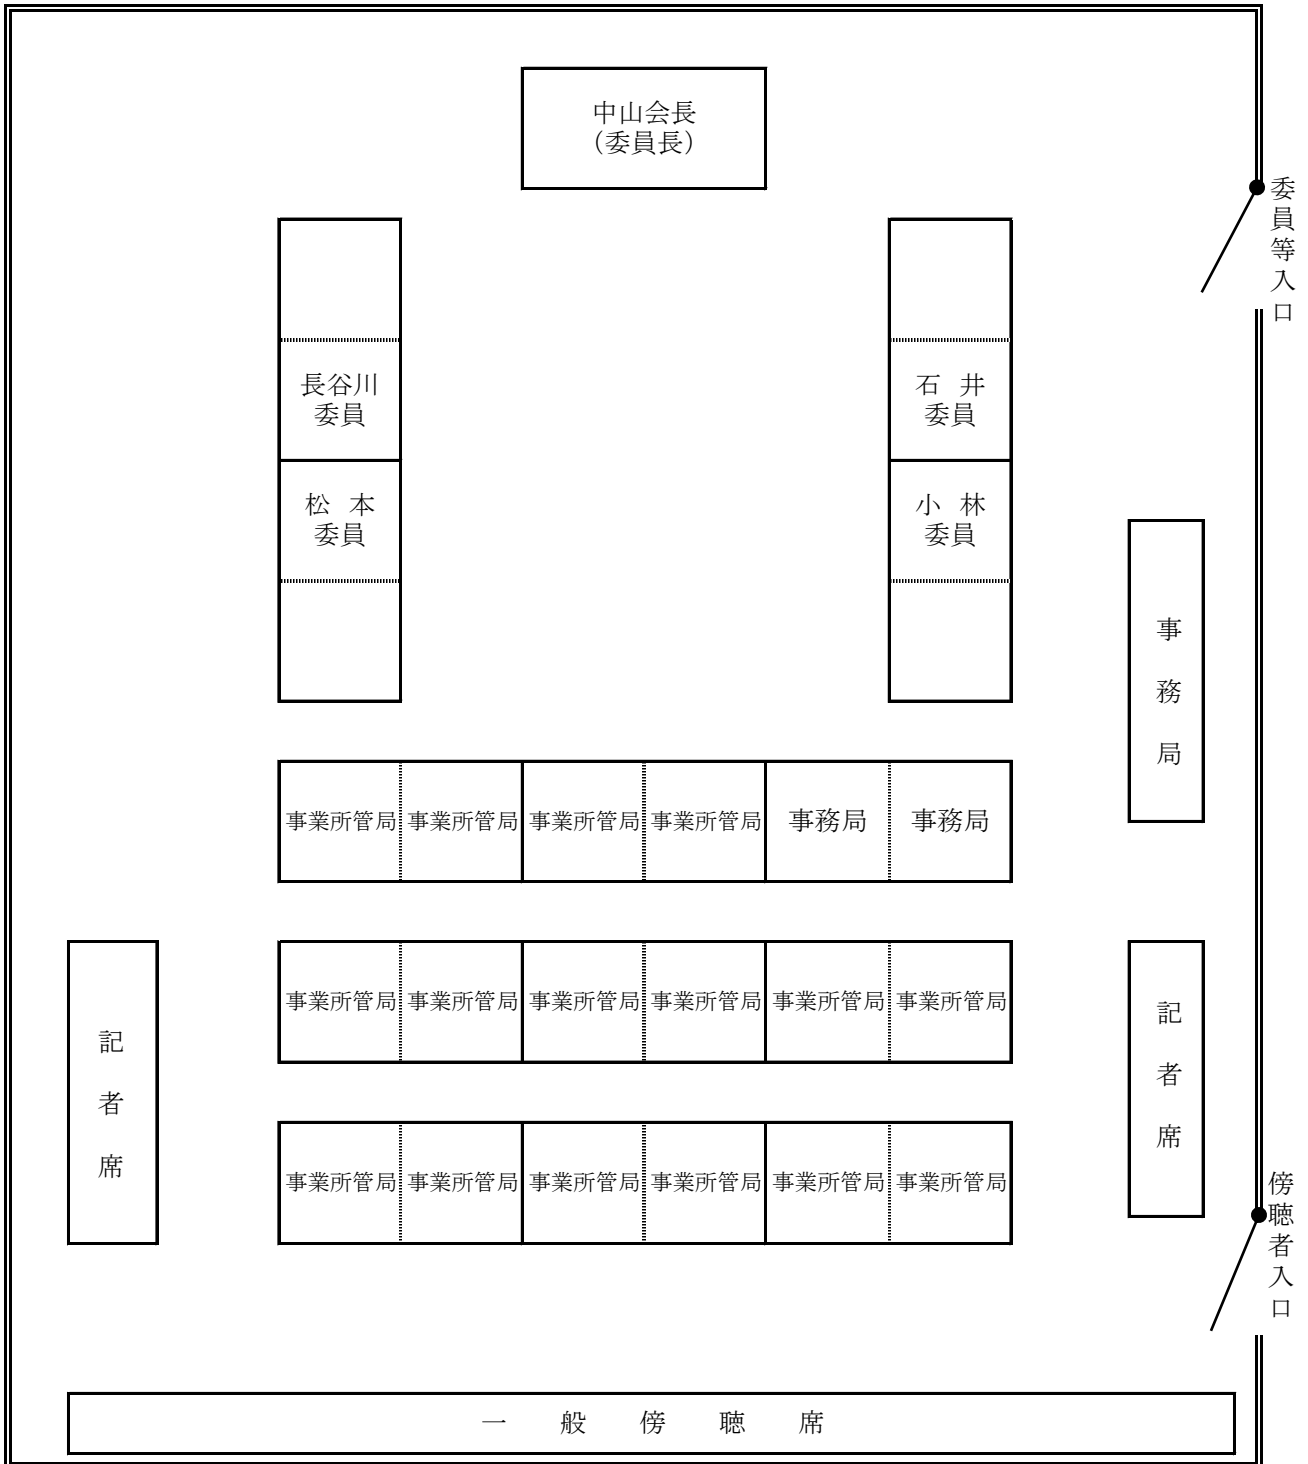 中山会長
（委員長）
委員等入口
長谷川
委員
石 井
委員
松 本
委員
小 林
委員
事務局
事業所管局 事業所管局 事業所管局 事業所管局 事務局 事務局
事業所管局 事業所管局 事業所管局 事業所管局 事業所管局 事業所管局
記者席
記者席
事業所管局 事業所管局 事業所管局 事業所管局 事業所管局 事業所管局
傍聴者入口
一 般 傍 聴 席